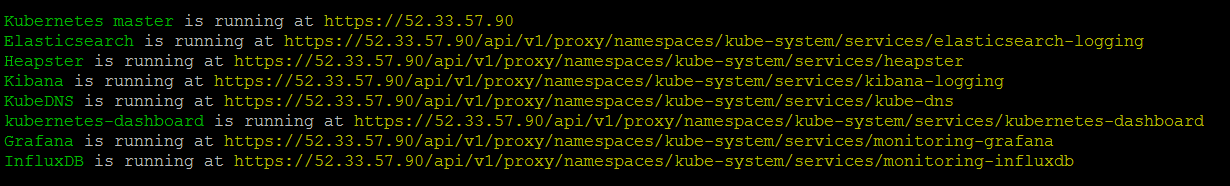 Kubernetes master is running at https://52.33.57.90
Elasticsearch is running at https://52.33.57.90/api/v1/proxy/namespaces/kube-system/services/elasticsearch-logging
Heapster is running at https://52.33.57.90/api/v1/proxy/namespaces/kube-system/services/heapster
Kibana is running at https://52.33.57.90/api/v1/proxy/namespaces/kube-system/services/kibana-logging
KubeDNS is running at https://52.33.57.90/api/v1/proxy/namespaces/kube-system/services/kube-dns
kubernetes-dashboard is running at https://52.33.57.90/api/v1/proxy/namespaces/kube-system/services/kubernetes-dashboard
Grafana is running at https://52.33.57.90/api/v1/proxy/namespaces/kube-system/services/monitoring-grafana
InfluxDB is running at https://52.33.57.90/api/v1/proxy/namespaces/kube-system/services/monitoring-influxdb